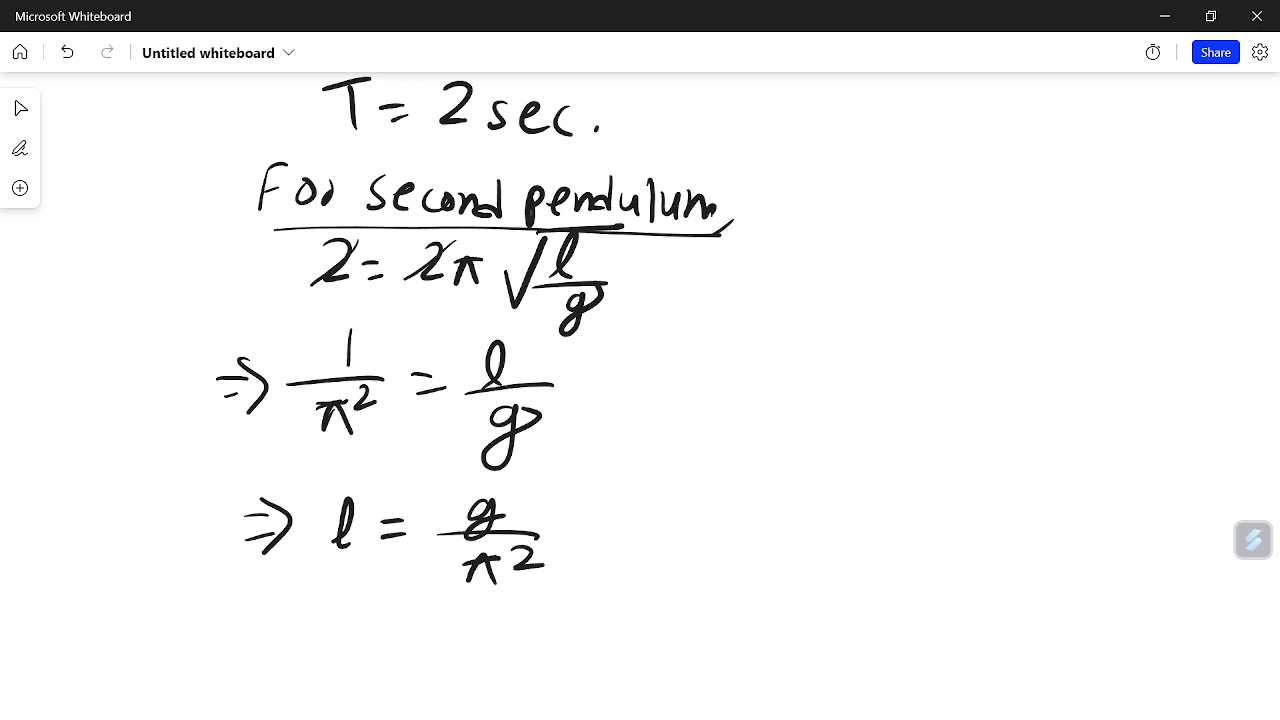 Microsoft Whiteboard
Untitled whiteboard
Share
T = 2 sec.
For second pendulum
2 = 2π √(l/g)
⇒ 1/π² = l/g
⇒ l = g/π²